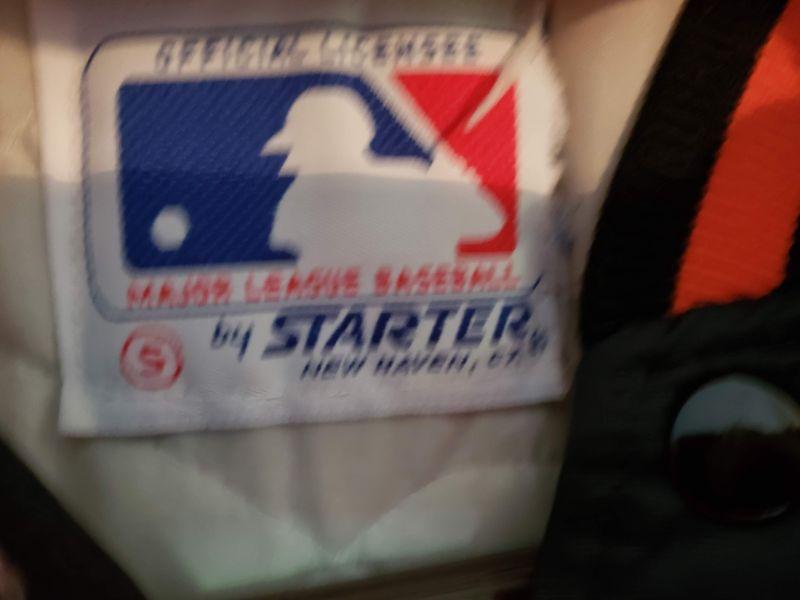 OFFICIAL LICENSEE
MAJOR LEAGUE BASEBALL
S
by STARTER
NEW HAVEN, CT.